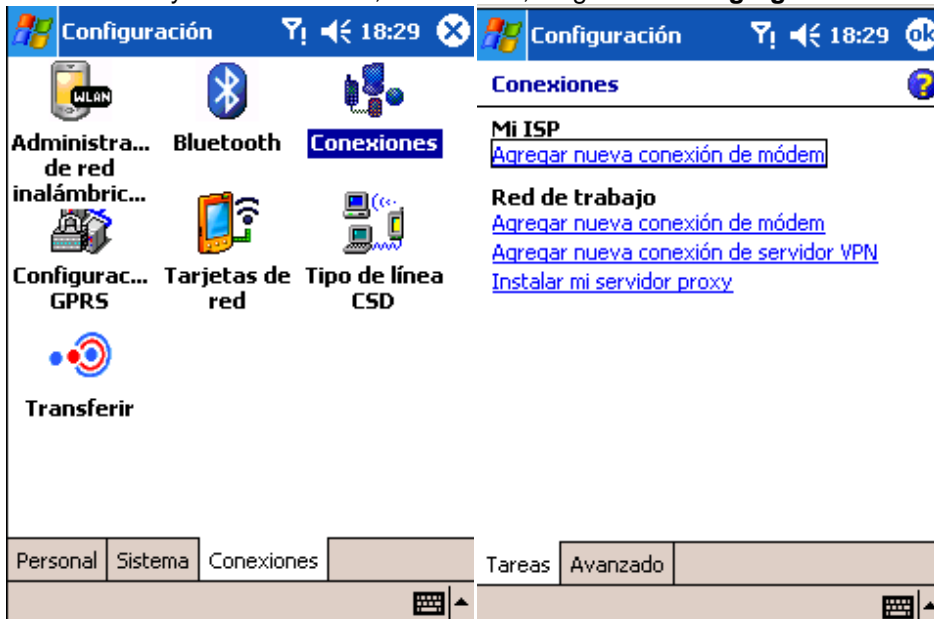 Configuración 18:29
WLAN
Administra... Bluetooth Conexiones
de red
inalámbric...
Configurac... Tarjetas de Tipo de línea
GPRS red CSD
Transferir
Personal Sistema Conexiones
Configuración 18:29 ok
Conexiones ?
Mi ISP
Agregar nueva conexión de módem
Red de trabajo
Agregar nueva conexión de módem
Agregar nueva conexión de servidor VPN
Instalar mi servidor proxy
Tareas Avanzado